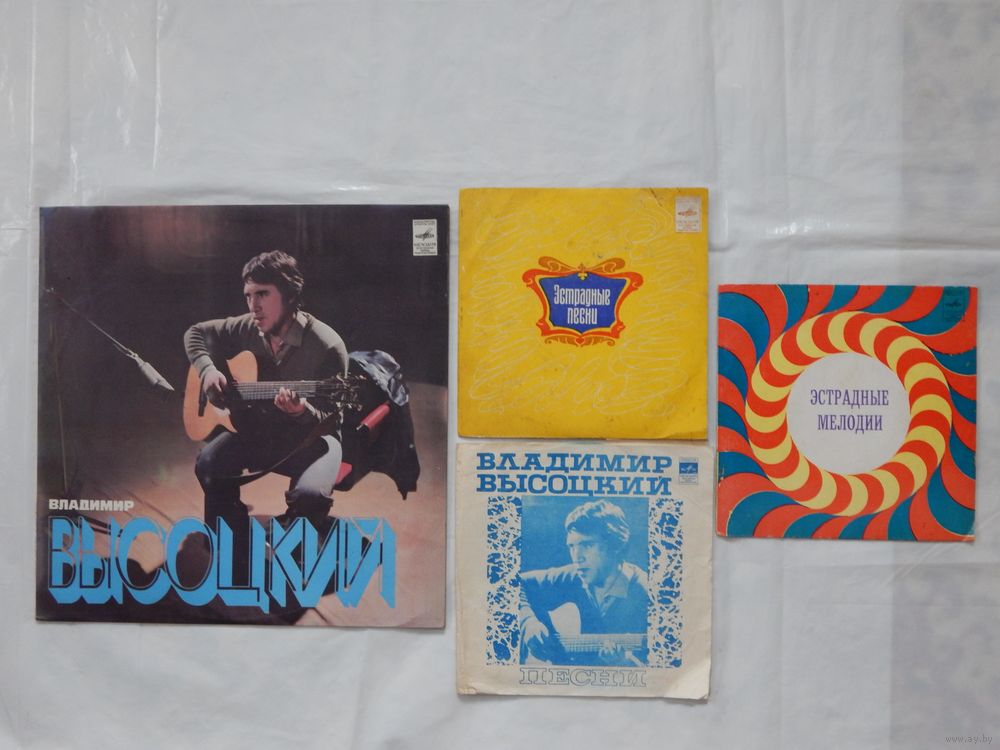 ВЛАДИМИР
ВЫСОЦКИЙ
Эстрадные
песни
ВЛАДИМИР
ВЫСОЦКИЙ
ПЕСНИ
ЭСТРАДНЫЕ
МЕЛОДИИ
www.ay.by